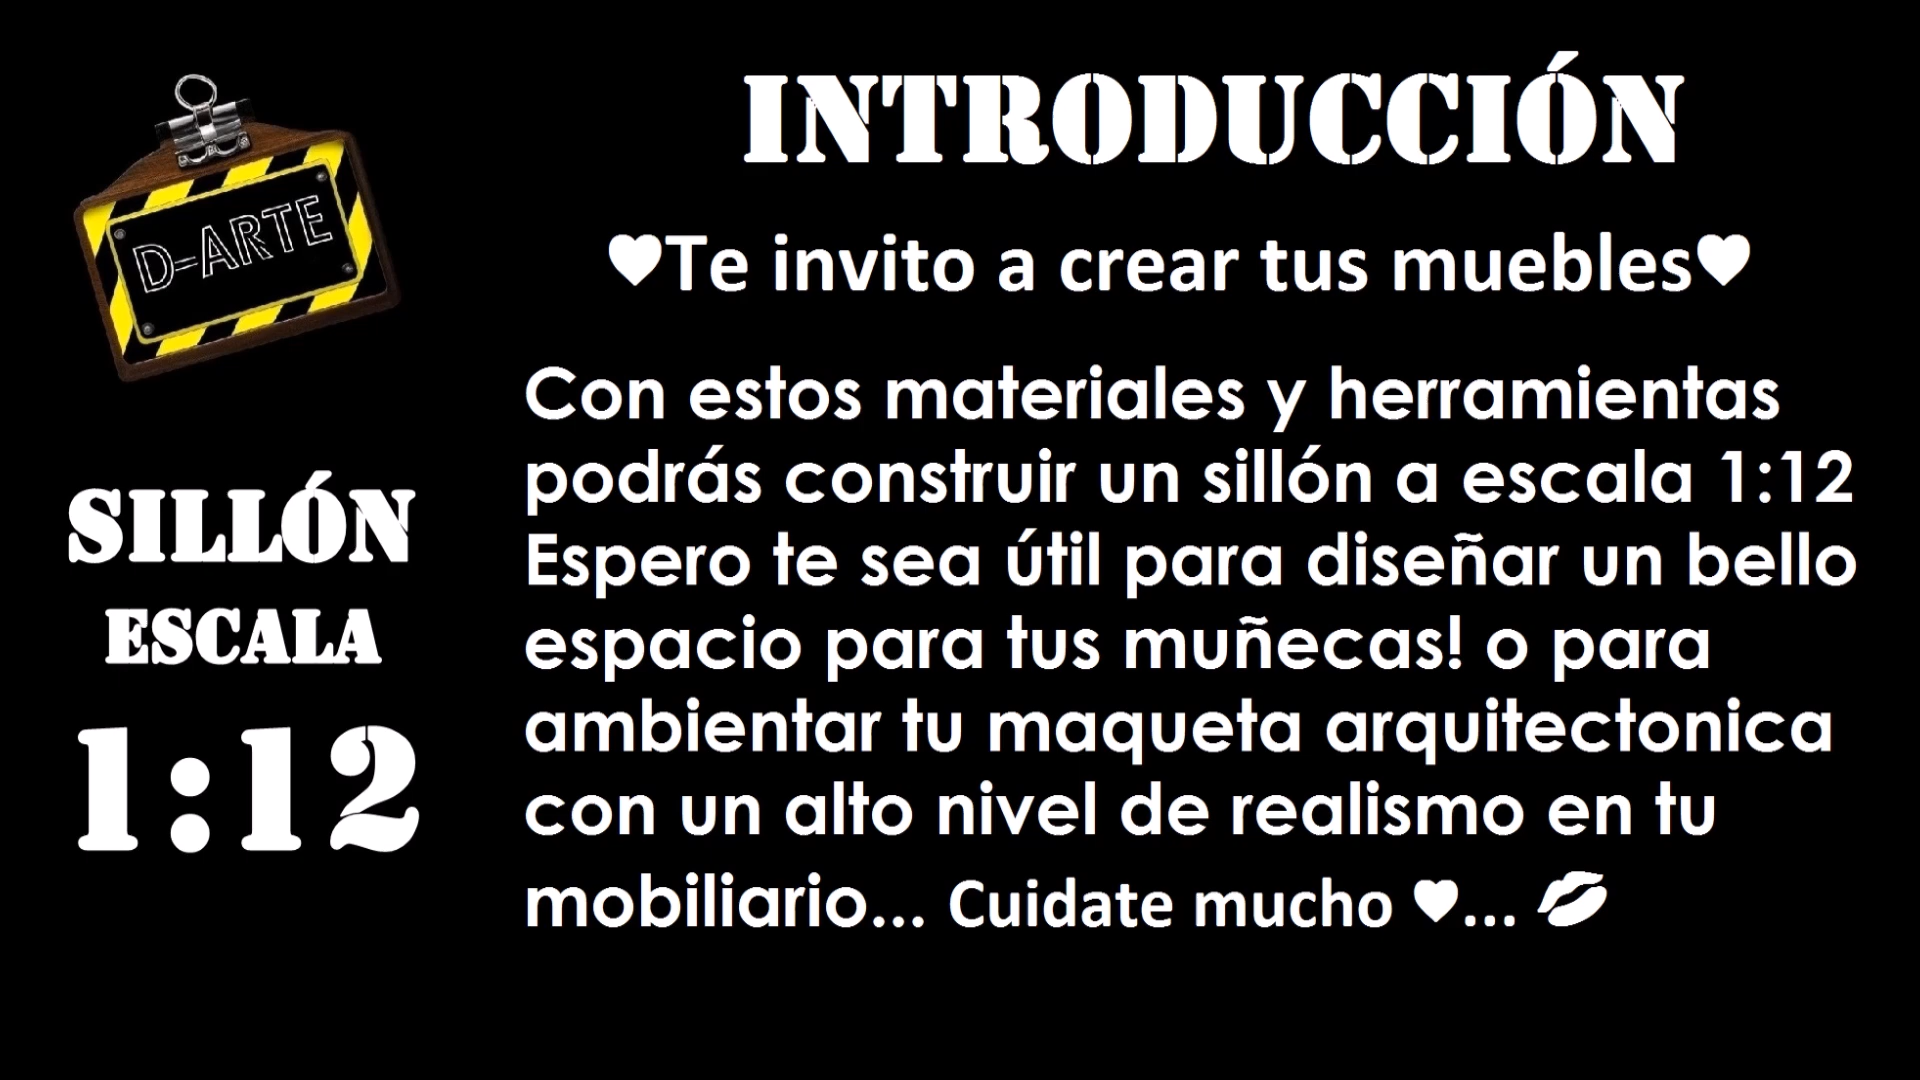 D=ARTE
SILLÓN
ESCALA
1:12
INTRODUCCIÓN
♥Te invito a crear tus muebles♥
Con estos materiales y herramientas
podrás construir un sillón a escala 1:12
Espero te sea útil para diseñar un bello
espacio para tus muñecas! o para
ambientar tu maqueta arquitectonica
con un alto nivel de realismo en tu
mobiliario... Cuidate mucho ♥... 💋